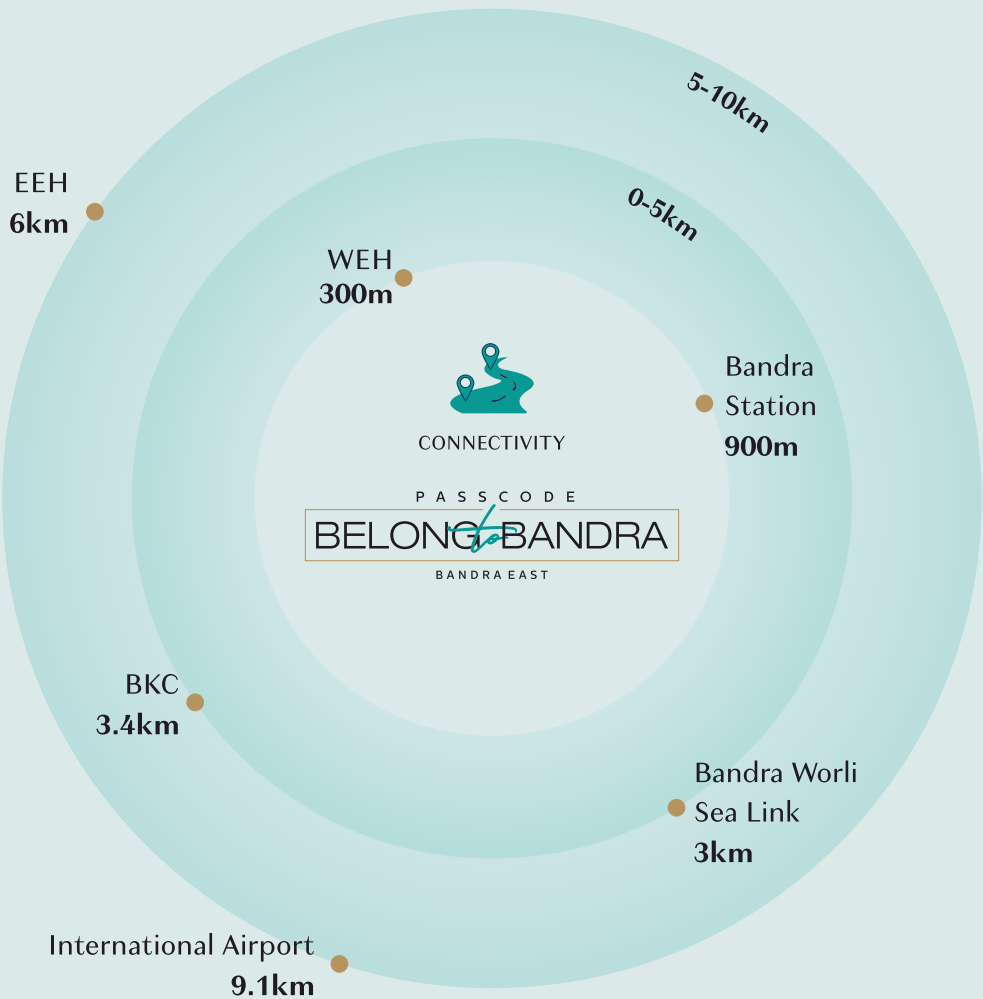 5-10km
0-5km
EEH
6km
WEH
300m
Bandra
Station
900m
CONNECTIVITY
PASSCODE
BELONG to BANDRA
BANDRA EAST
BKC
3.4km
Bandra Worli
Sea Link
3km
International Airport
9.1km